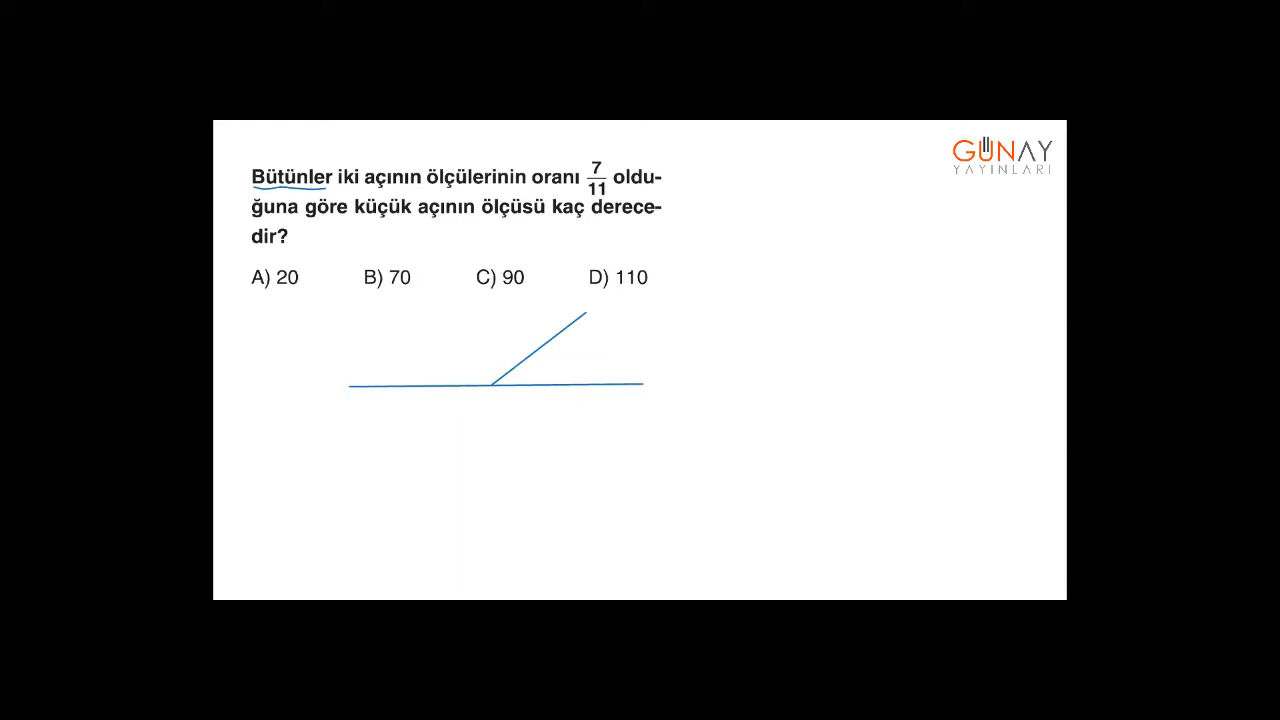 GÜNAY
YAYINLARI
Bütünler iki açının ölçülerinin oranı 7/11 oldu-
ğuna göre küçük açının ölçüsü kaç derece-
dir?
A) 20 B) 70 C) 90 D) 110